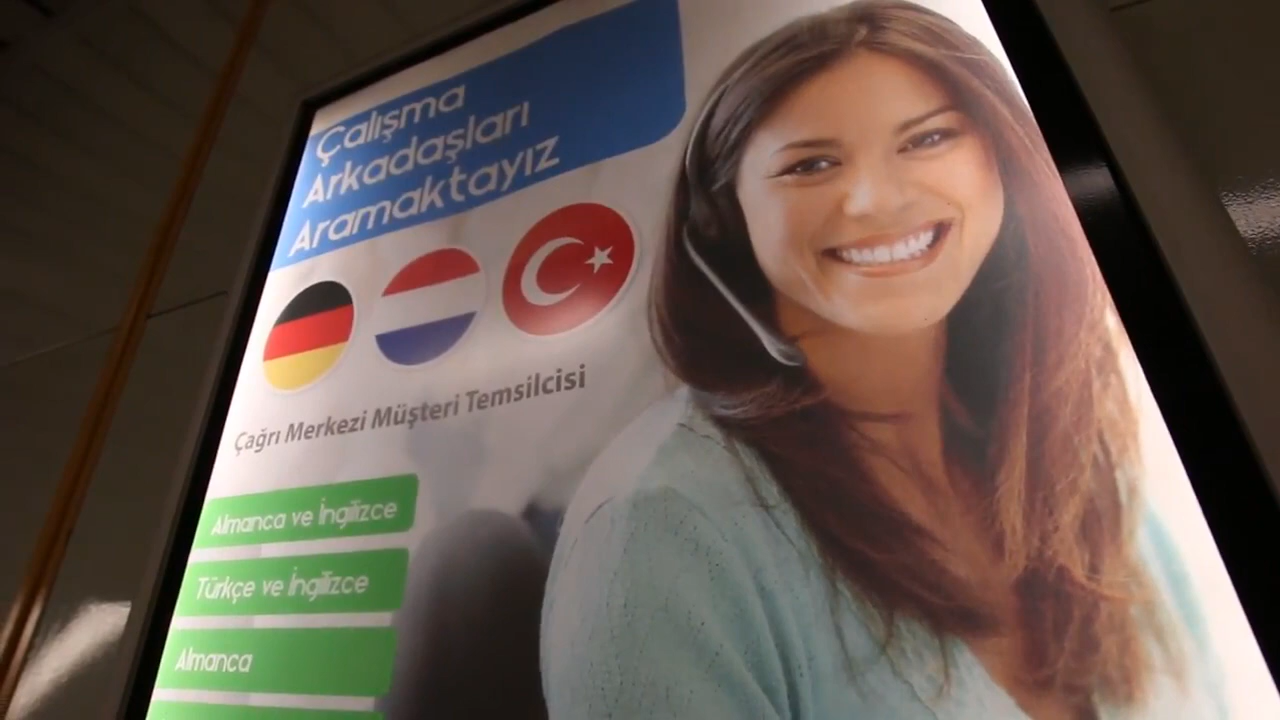 Çalışma
Arkadaşları
Aramaktayız
Çağrı Merkezi Müşteri Temsilcisi
Almanca ve İngilizce
Türkçe ve İngilizce
Almanca